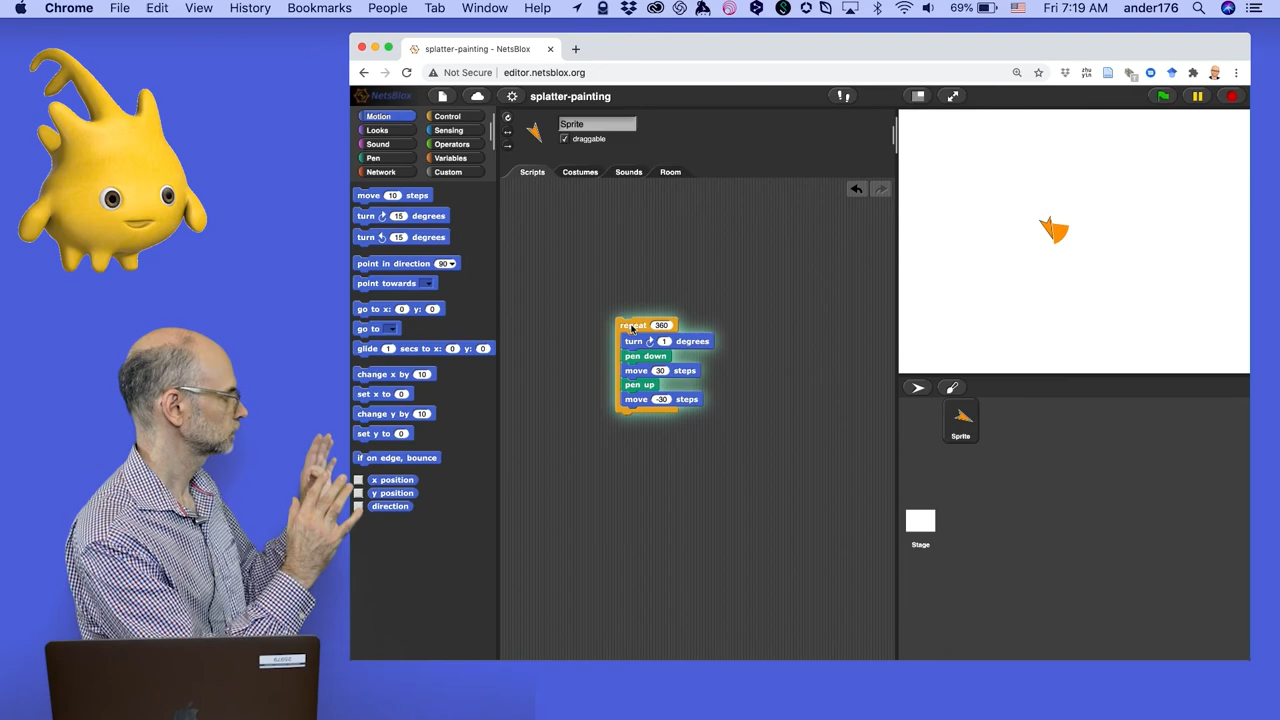 Chrome File Edit View History Bookmarks People Tab Window Help 69% Fri 7:19 AM ander176
splatter-painting - NetsBlox
Not Secure editor.netsblox.org
NetsBlox splatter-painting
Motion Control
Looks Sensing
Sound Operators
Pen Variables
Network Custom
Sprite
draggable
Scripts Costumes Sounds Room
move 10 steps
turn 15 degrees
turn 15 degrees
point in direction 90
point towards
go to x: 0 y: 0
go to
glide 1 secs to x: 0 y: 0
change x by 10
set x to 0
change y by 10
set y to 0
if on edge, bounce
x position
y position
direction
repeat 360
turn 1 degrees
pen down
move 30 steps
pen up
move -30 steps
Sprite
Stage